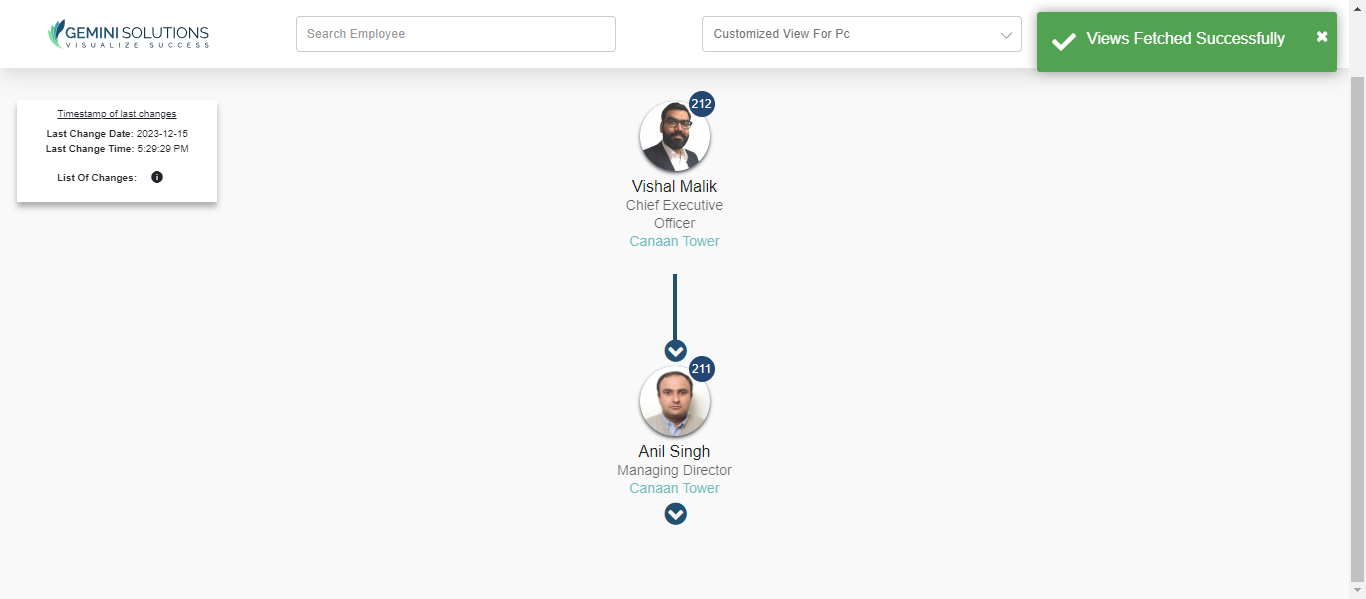 GEMINI SOLUTIONS
VISUALIZE SUCCESS
Search Employee
Customized View For Pc
Views Fetched Successfully
Timestamp of last changes
Last Change Date: 2023-12-15
Last Change Time: 5:29:29 PM
List Of Changes:
212
Vishal Malik
Chief Executive
Officer
Canaan Tower
211
Anil Singh
Managing Director
Canaan Tower